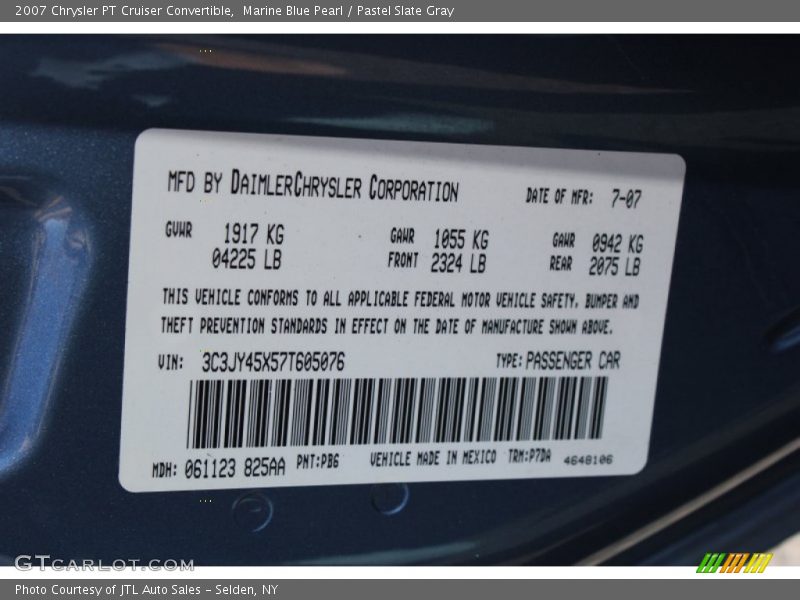 2007 Chrysler PT Cruiser Convertible,  Marine Blue Pearl / Pastel Slate Gray
MFD BY DAIMLERCHRYSLER CORPORATION DATE OF MFR: 7-07
GVWR 1917 KG GAWR 1055 KG GAWR 0942 KG
04225 LB FRONT 2324 LB REAR 2075 LB
THIS VEHICLE CONFORMS TO ALL APPLICABLE FEDERAL MOTOR VEHICLE SAFETY, BUMPER AND
THEFT PREVENTION STANDARDS IN EFFECT ON THE DATE OF MANUFACTURE SHOWN ABOVE.
VIN: 3C3JY45X57T605076 TYPE: PASSENGER CAR
MDH: 061123 825AA PNT:PB6 VEHICLE MADE IN MEXICO TRM:P7DA 4648106
GTCARLOT.COM
Photo Courtesy of JTL Auto Sales - Selden, NY